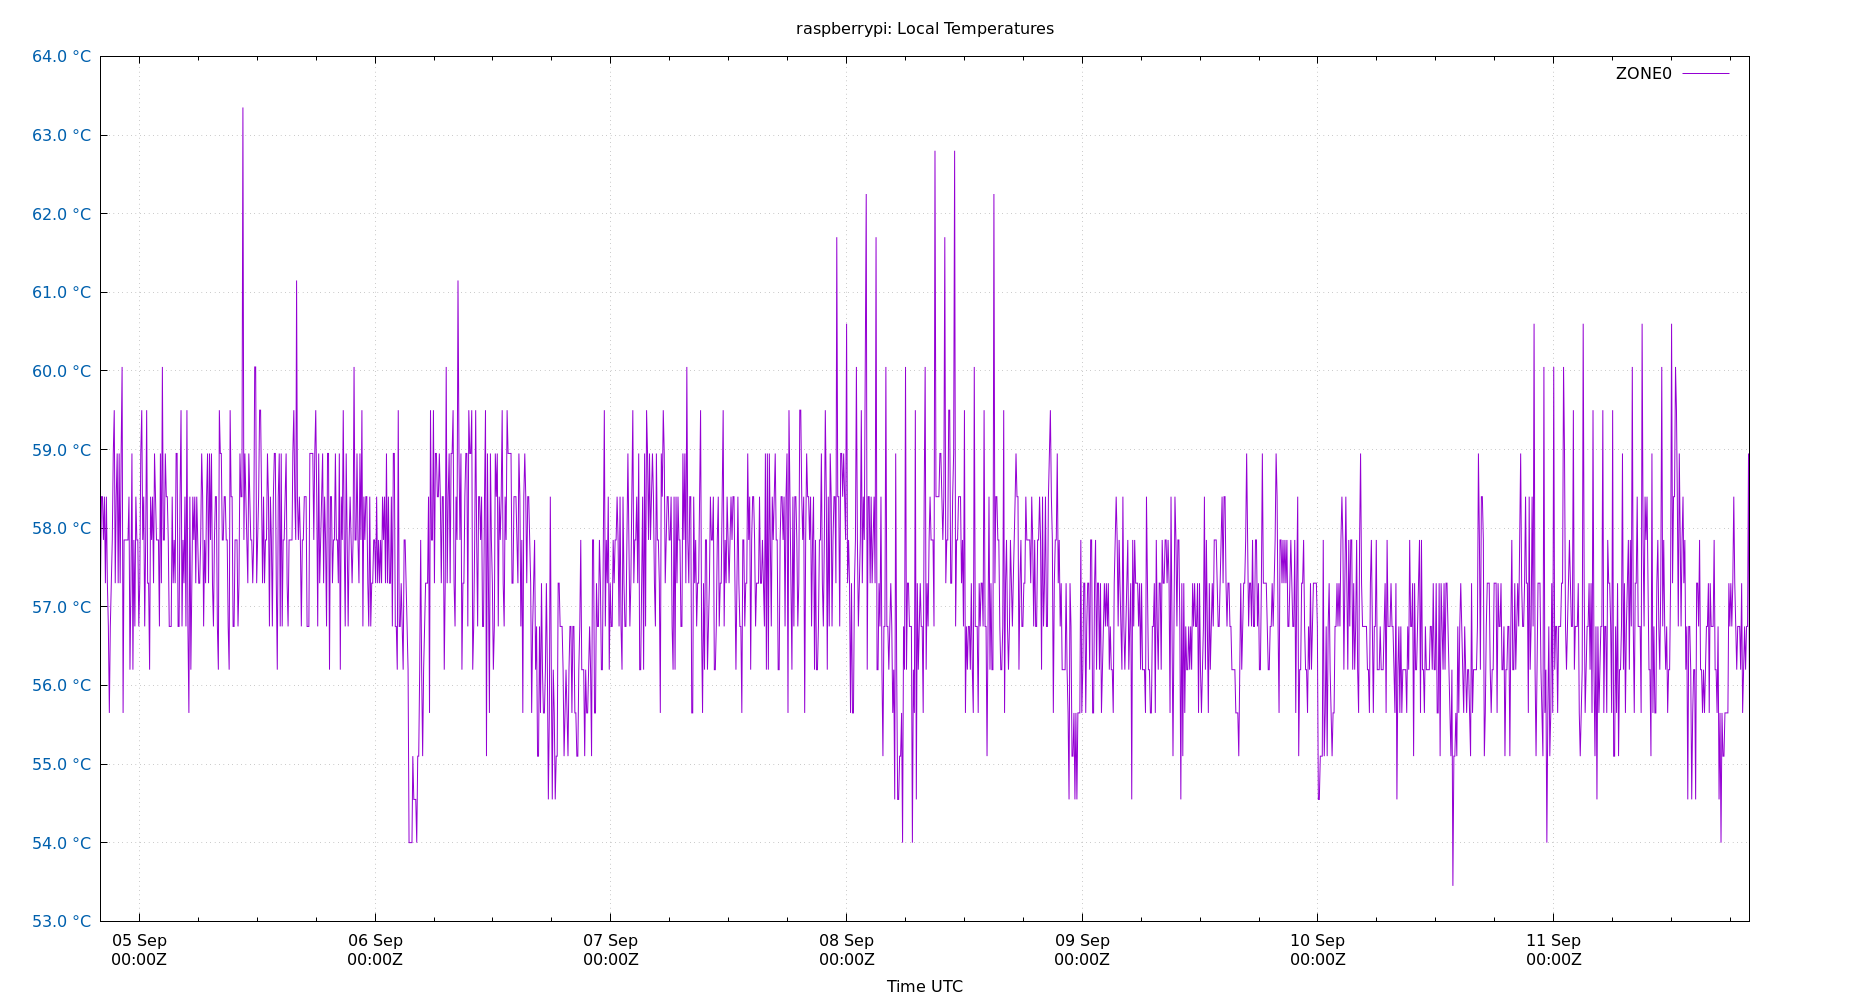 raspberrypi: Local Temperatures
64.0 °C
ZONE0
63.0 °C
62.0 °C
61.0 °C
60.0 °C
59.0 °C
58.0 °C
57.0 °C
56.0 °C
55.0 °C
54.0 °C
53.0 °C
05 Sep 06 Sep 07 Sep 08 Sep 09 Sep 10 Sep 11 Sep
00:00Z 00:00Z 00:00Z 00:00Z 00:00Z 00:00Z 00:00Z
Time UTC